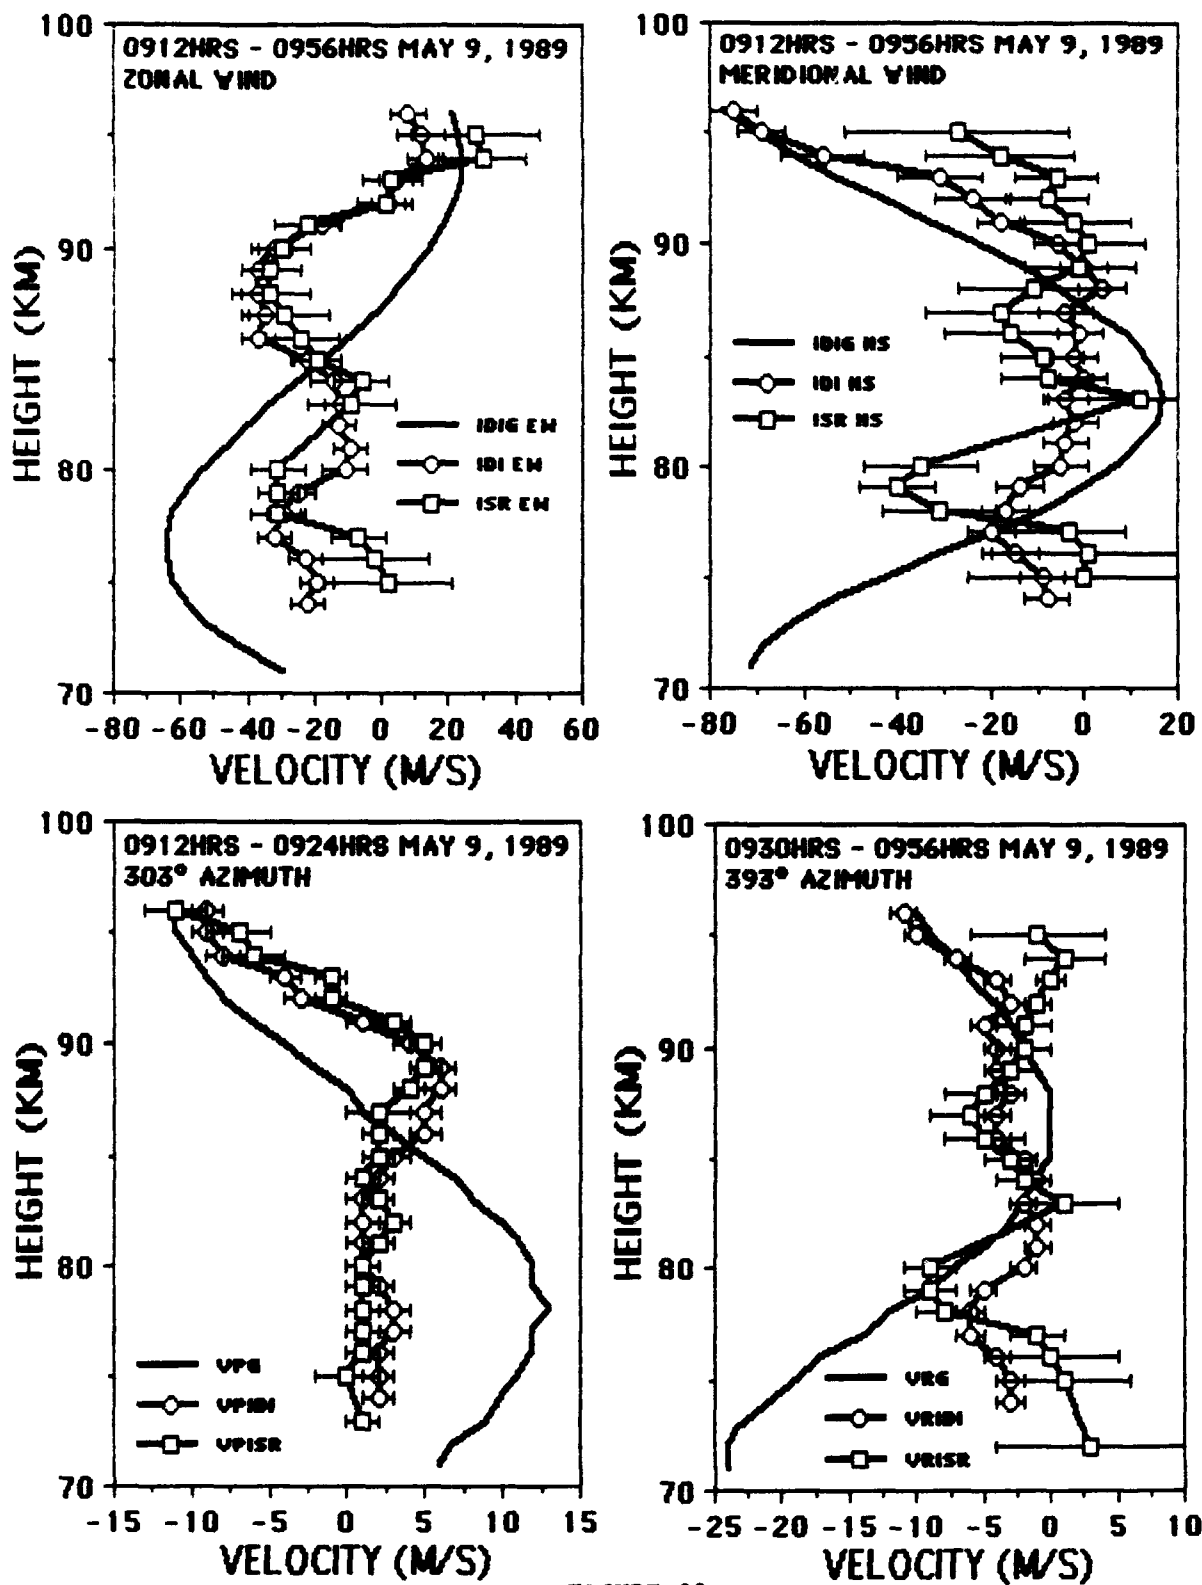 100
0912HRS - 0956HRS MAY 9, 1989
ZONAL WIND
90
80
70
HEIGHT (KM)
IDIG EW
IDI EW
ISR EW
-80 -60 -40 -20 0 20 40 60
VELOCITY (M/S)
100
0912HRS - 0956HRS MAY 9, 1989
MERIDIONAL WIND
90
80
70
HEIGHT (KM)
IDIG NS
IDI NS
ISR NS
-80 -60 -40 -20 0 20
VELOCITY (M/S)
100
0912HRS - 0924HRS MAY 9, 1989
303° AZIMUTH
90
80
70
HEIGHT (KM)
VPG
VPIDI
VPISR
-15 -10 -5 0 5 10 15
VELOCITY (M/S)
100
0930HRS - 0956HRS MAY 9, 1989
393° AZIMUTH
90
80
70
HEIGHT (KM)
VRG
VRIDI
VRISR
-25 -20 -15 -10 -5 0 5 10
VELOCITY (M/S)